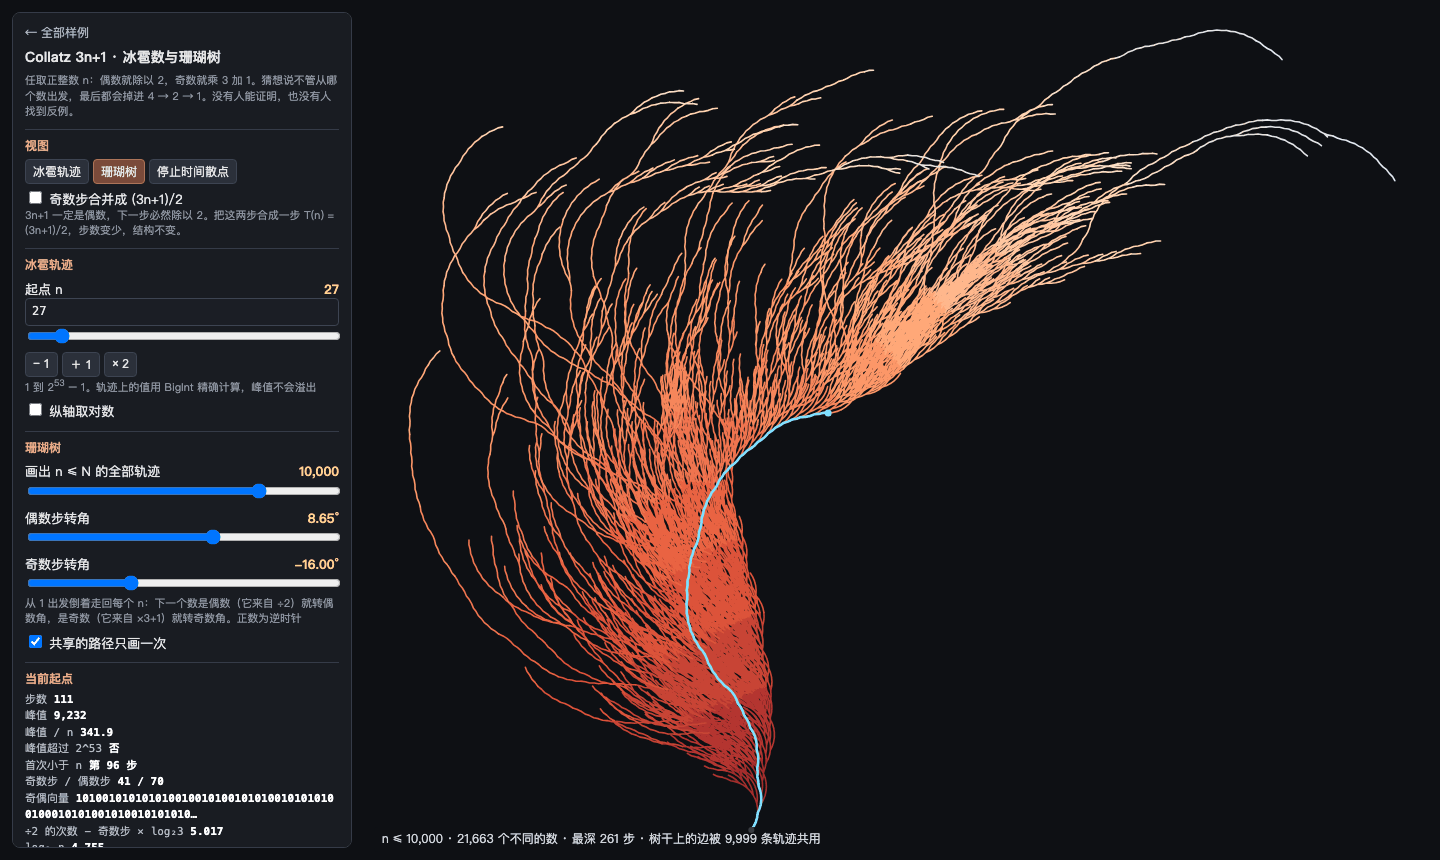 ← 全部样例
Collatz 3n+1 · 冰雹数与珊瑚树
任取正整数 n：偶数就除以 2，奇数就乘 3 加 1。猜想说不管从哪
个数出发，最后都会掉进 4 → 2 → 1。没有人能证明，也没有人
找到反例。
视图
冰雹轨迹 珊瑚树 停止时间散点
奇数步合并成 (3n+1)/2
3n+1 一定是偶数，下一步必然除以 2。把这两步合成一步 T(n) =
(3n+1)/2，步数变少，结构不变。
冰雹轨迹
起点 n 27
27
− 1 + 1 × 2
1 到 2^53 − 1。轨迹上的值用 BigInt 精确计算，峰值不会溢出
纵轴取对数
珊瑚树
画出 n ≤ N 的全部轨迹 10,000
偶数步转角 8.65°
奇数步转角 −16.00°
从 1 出发倒着走回每个 n：下一个数是偶数（它来自 ÷2）就转偶
数角，是奇数（它来自 ×3+1）就转奇数角。正数为逆时针
共享的路径只画一次
当前起点
步数 111
峰值 9,232
峰值 / n 341.9
峰值超过 2^53 否
首次小于 n 第 96 步
奇数步 / 偶数步 41 / 70
奇偶向量
÷2 的次数 − 奇数步 × log₂3 5.017
log₂ n 4.755
n ≤ 10,000 · 21,663 个不同的数 · 最深 261 步 · 树干上的边被 9,999 条轨迹共用